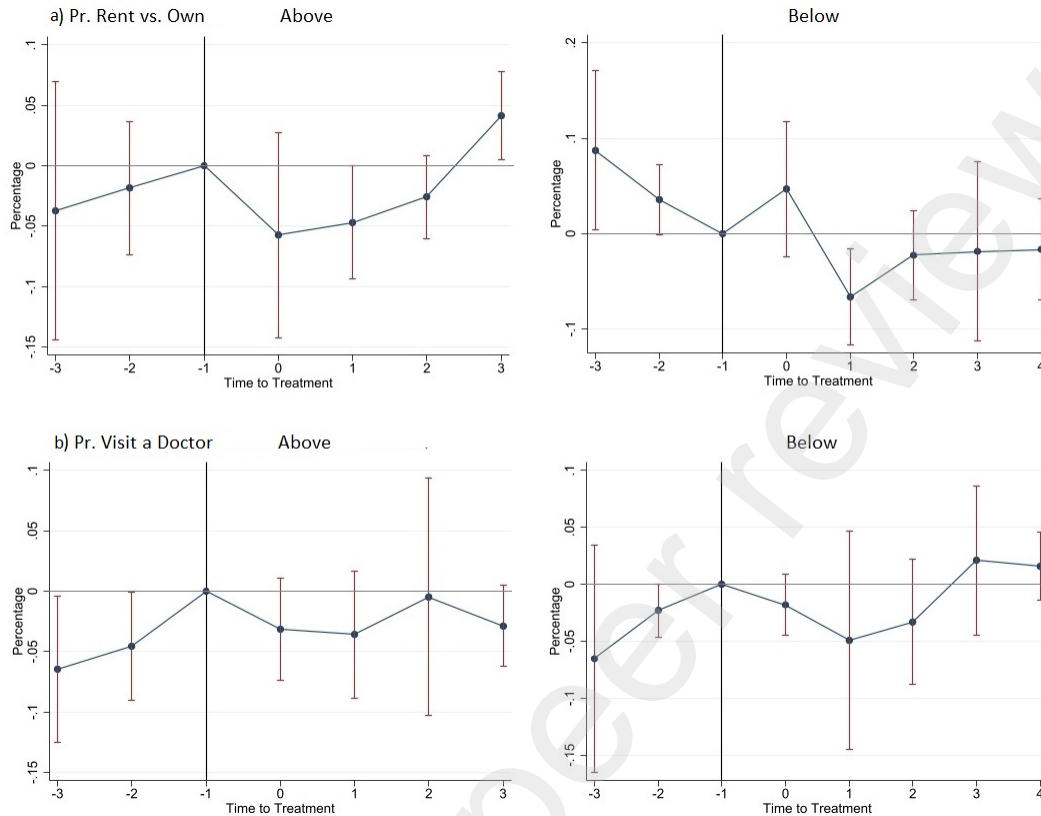 a) Pr. Rent vs. Own Above Below
.1
.05
0
-.05
-.1
-.15
Percentage
-3 -2 -1 0 1 2 3
Time to Treatment
.2
.1
0
-.1
Percentage
-3 -2 -1 0 1 2 3 4
Time to Treatment
b) Pr. Visit a Doctor Above Below
.1
.05
0
-.05
-.1
-.15
Percentage
-3 -2 -1 0 1 2 3
Time to Treatment
.1
.05
0
-.05
-.1
-.15
Percentage
-3 -2 -1 0 1 2 3 4
Time to Treatment
peer review